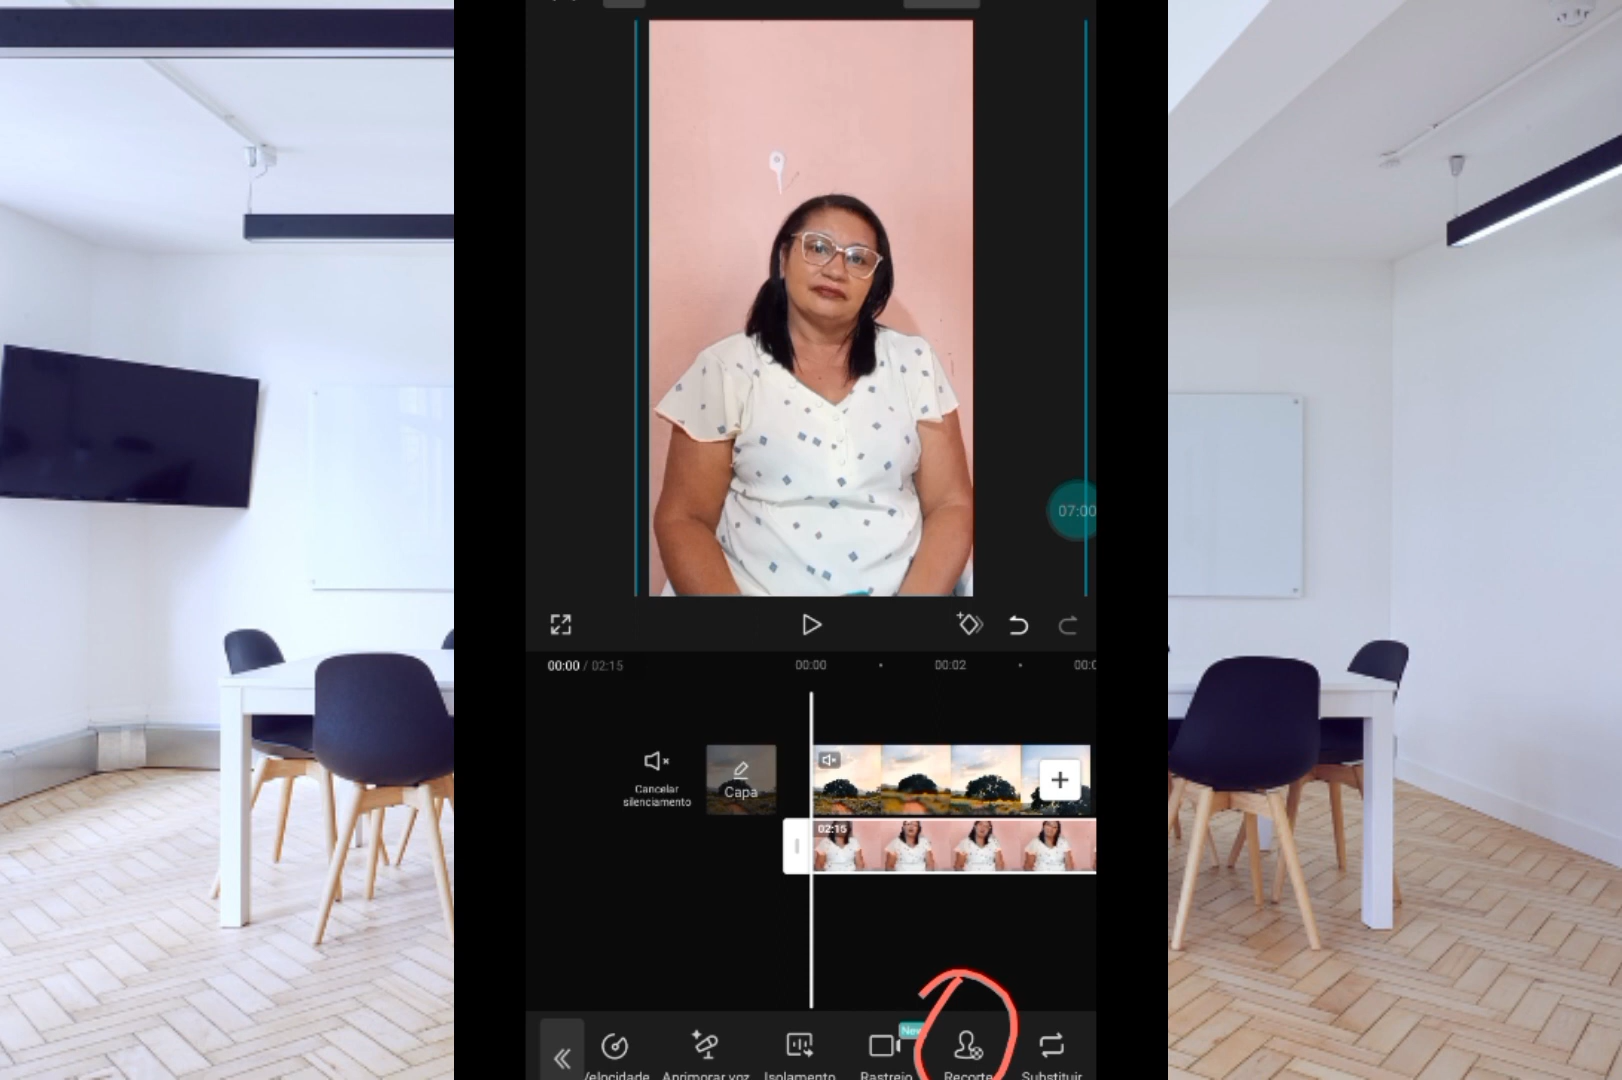 07:00
00:00 / 02:15
00:00
00:02
Cancelar
silenciamento
Capa
02:15
New
Velocidade
Aprimorar voz
Isolamento
Rastreio
Recorte
Substituir